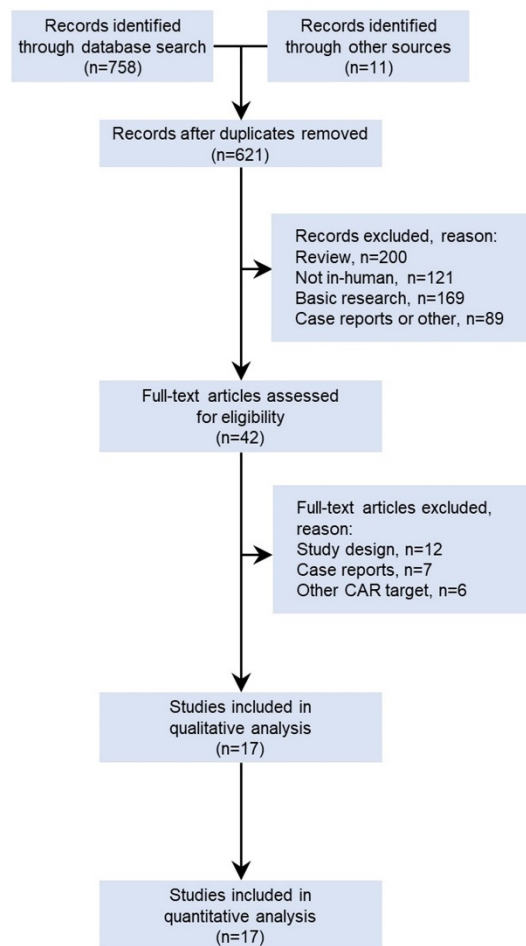 Records identified
through database search
(n=758)
Records identified
through other sources
(n=11)
Records after duplicates removed
(n=621)
Records excluded, reason:
Review, n=200
Not in-human, n=121
Basic research, n=169
Case reports or other, n=89
Full-text articles assessed
for eligibility
(n=42)
Full-text articles excluded,
reason:
Study design, n=12
Case reports, n=7
Other CAR target, n=6
Studies included in
qualitative analysis
(n=17)
Studies included in
quantitative analysis
(n=17)